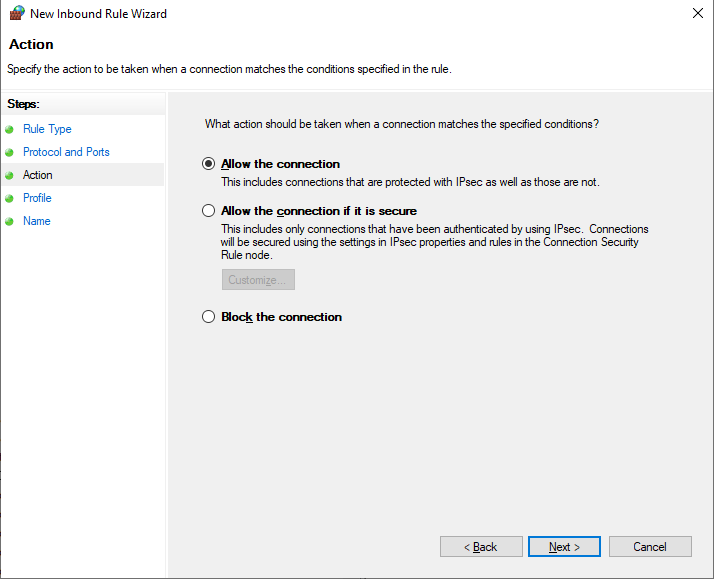 New Inbound Rule Wizard
Action
Specify the action to be taken when a connection matches the conditions specified in the rule.
Steps:
Rule Type
Protocol and Ports
Action
Profile
Name
What action should be taken when a connection matches the specified conditions?
Allow the connection
This includes connections that are protected with IPsec as well as those are not.
Allow the connection if it is secure
This includes only connections that have been authenticated by using IPsec. Connections
will be secured using the settings in IPsec properties and rules in the Connection Security
Rule node.
Customize...
Block the connection
< Back
Next >
Cancel